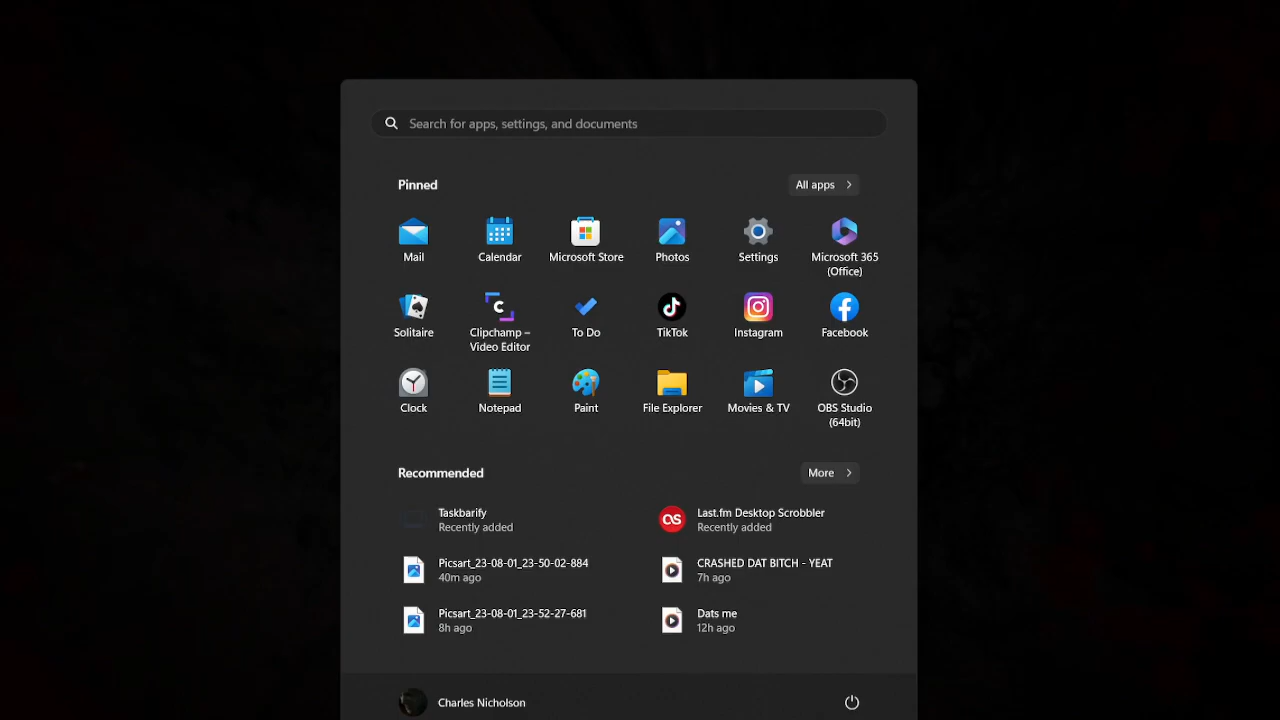 Search for apps, settings, and documents
Pinned
All apps
Mail
Calendar
Microsoft Store
Photos
Settings
Microsoft 365
(Office)
Solitaire
Clipchamp –
Video Editor
To Do
TikTok
Instagram
Facebook
Clock
Notepad
Paint
File Explorer
Movies & TV
OBS Studio
(64bit)
Recommended
More
Taskbarify
Recently added
Last.fm Desktop Scrobbler
Recently added
Picsart_23-08-01_23-50-02-884
40m ago
CRASHED DAT BITCH - YEAT
7h ago
Picsart_23-08-01_23-52-27-681
8h ago
Dats me
12h ago
Charles Nicholson